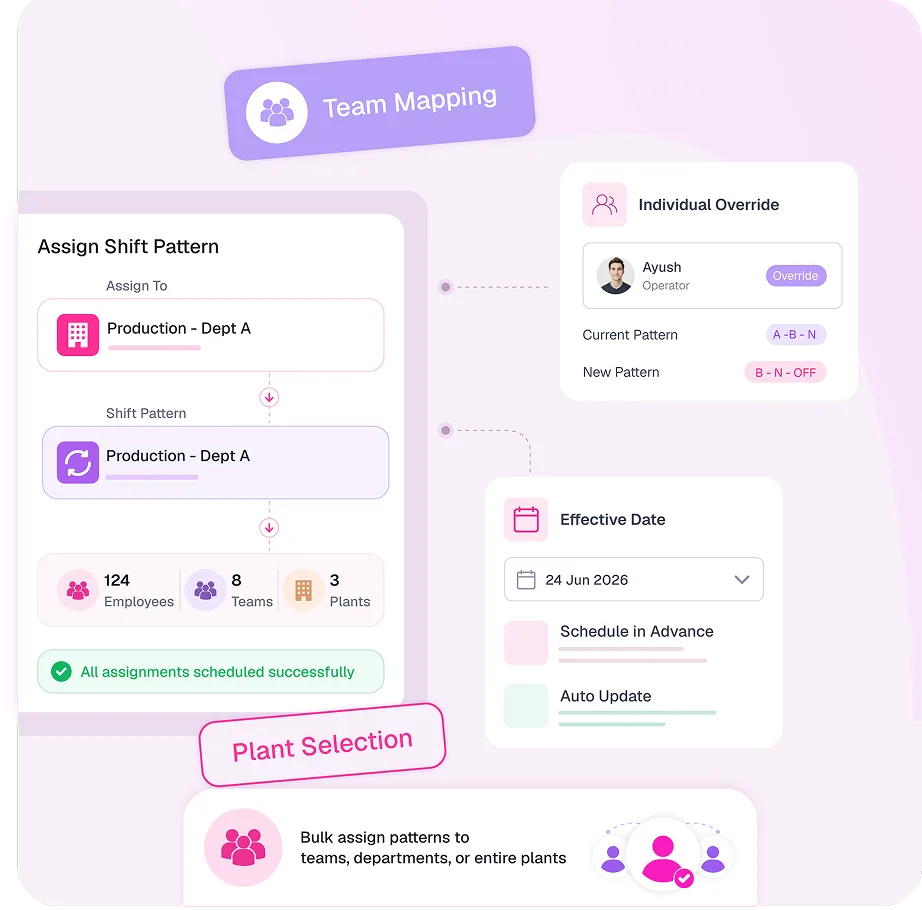 Team Mapping
Assign Shift Pattern
Assign To
Production - Dept A
Shift Pattern
Production - Dept A
124
Employees
8
Teams
3
Plants
All assignments scheduled successfully
Individual Override
Ayush
Operator
Override
Current Pattern
A -B - N
New Pattern
B - N - OFF
Effective Date
24 Jun 2026
Schedule in Advance
Auto Update
Plant Selection
Bulk assign patterns to
teams, departments, or entire plants